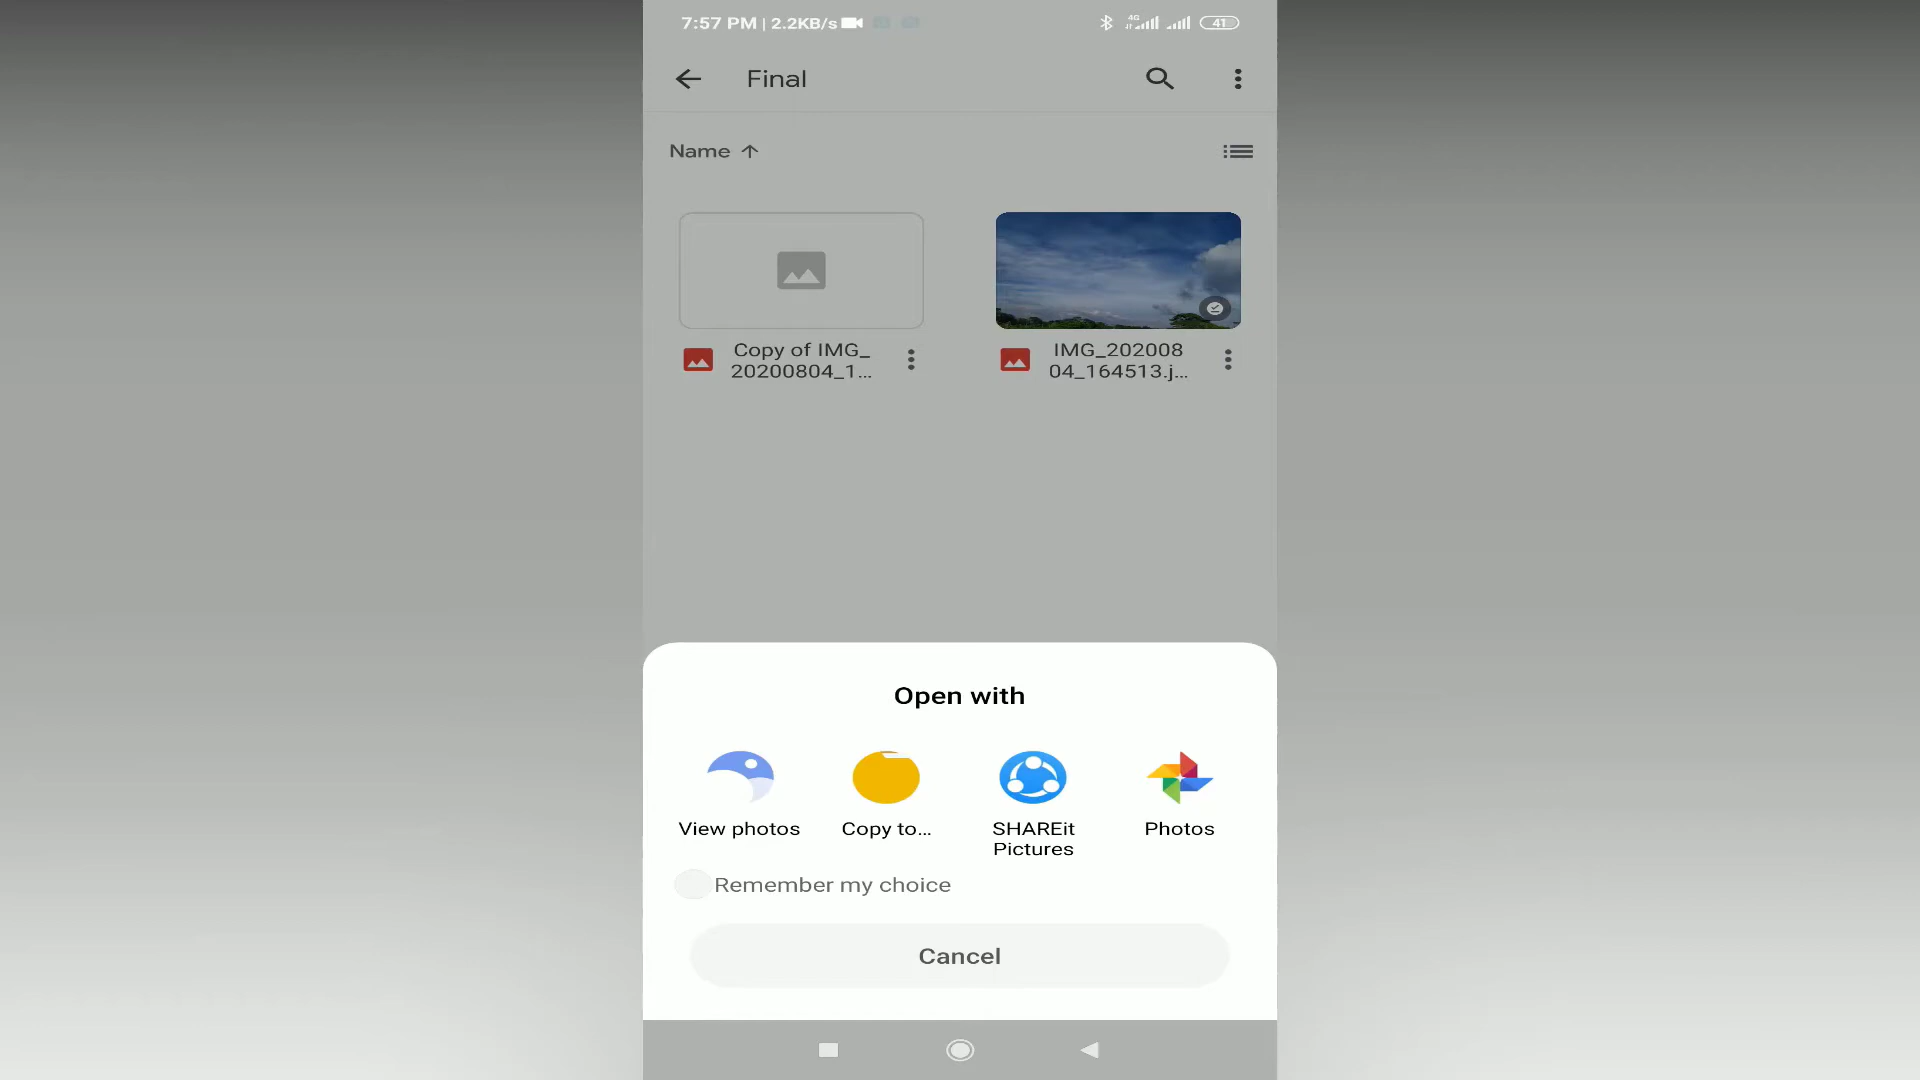 7:57 PM | 2.2KB/s 4G 41
Final
Name
Copy of IMG_
20200804_1...
IMG_202008
04_164513.j...
Open with
View photos
Copy to...
SHAREit
Pictures
Photos
Remember my choice
Cancel